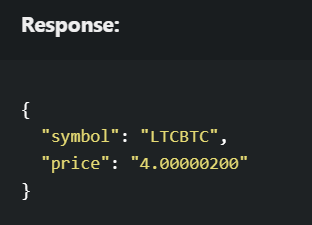 Response:
{
"symbol": "LTCBTC",
"price": "4.00000200"
}